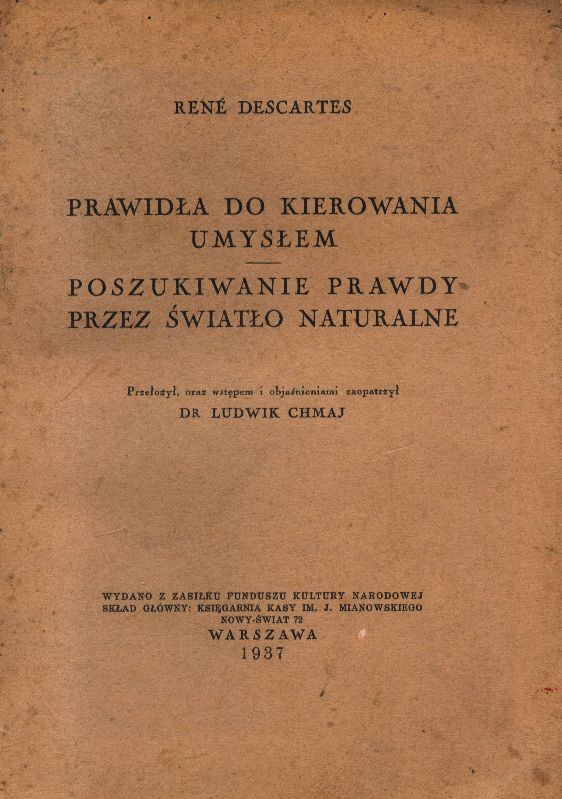 RENÉ DESCARTES
PRAWIDŁA DO KIEROWANIA
UMYSŁEM
POSZUKIWANIE PRAWDY
PRZEZ ŚWIATŁO NATURALNE
Przełożył, oraz wstępem i objaśnieniami zaopatrzył
DR LUDWIK CHMAJ
WYDANO Z ZASIŁKU FUNDUSZU KULTURY NARODOWEJ
SKŁAD GŁÓWNY: KSIĘGARNIA KASY IM. J. MIANOWSKIEGO
NOWY-ŚWIAT 72
WARSZAWA
1937